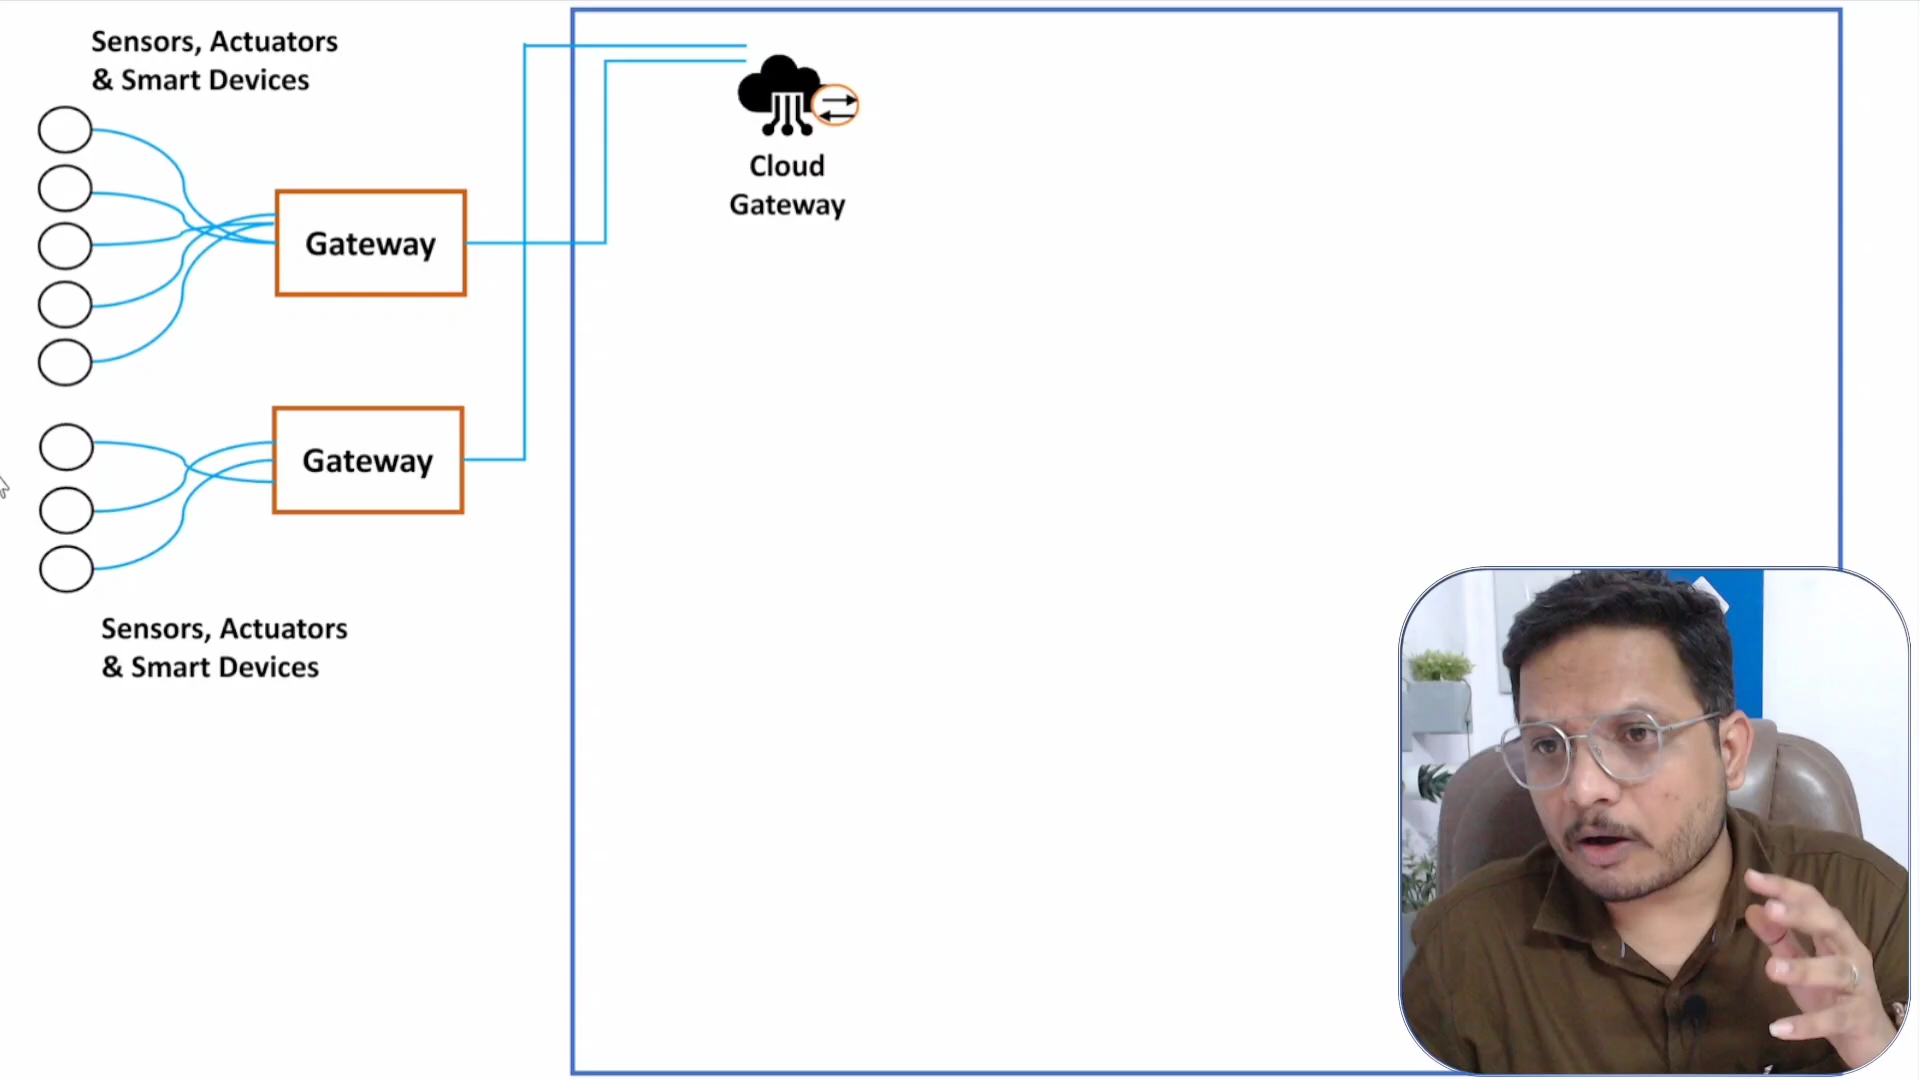 Sensors, Actuators
& Smart Devices
Cloud
Gateway
Gateway
Gateway
Sensors, Actuators
& Smart Devices